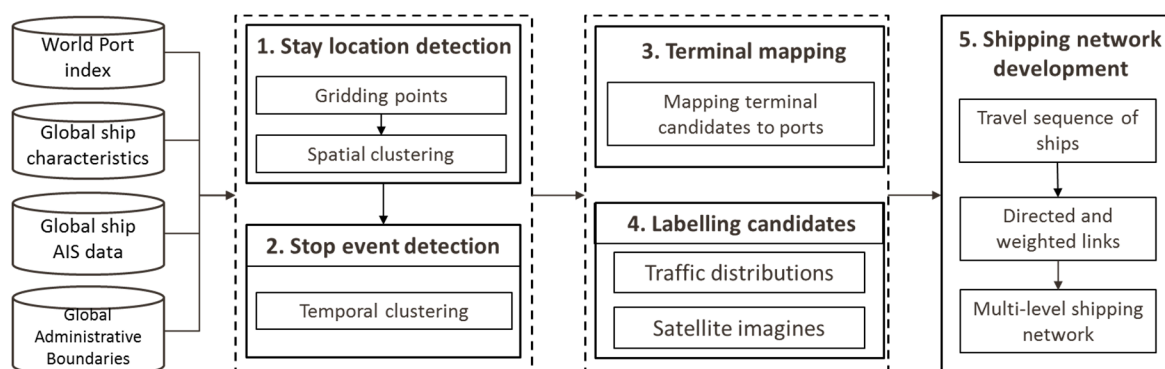 World Port
index
Global ship
characteristics
Global ship
AIS data
Global
Administrative
Boundaries
1. Stay location detection
Gridding points
Spatial clustering
2. Stop event detection
Temporal clustering
3. Terminal mapping
Mapping terminal
candidates to ports
4. Labelling candidates
Traffic distributions
Satellite imagines
5. Shipping network
development
Travel sequence of
ships
Directed and
weighted links
Multi-level shipping
network